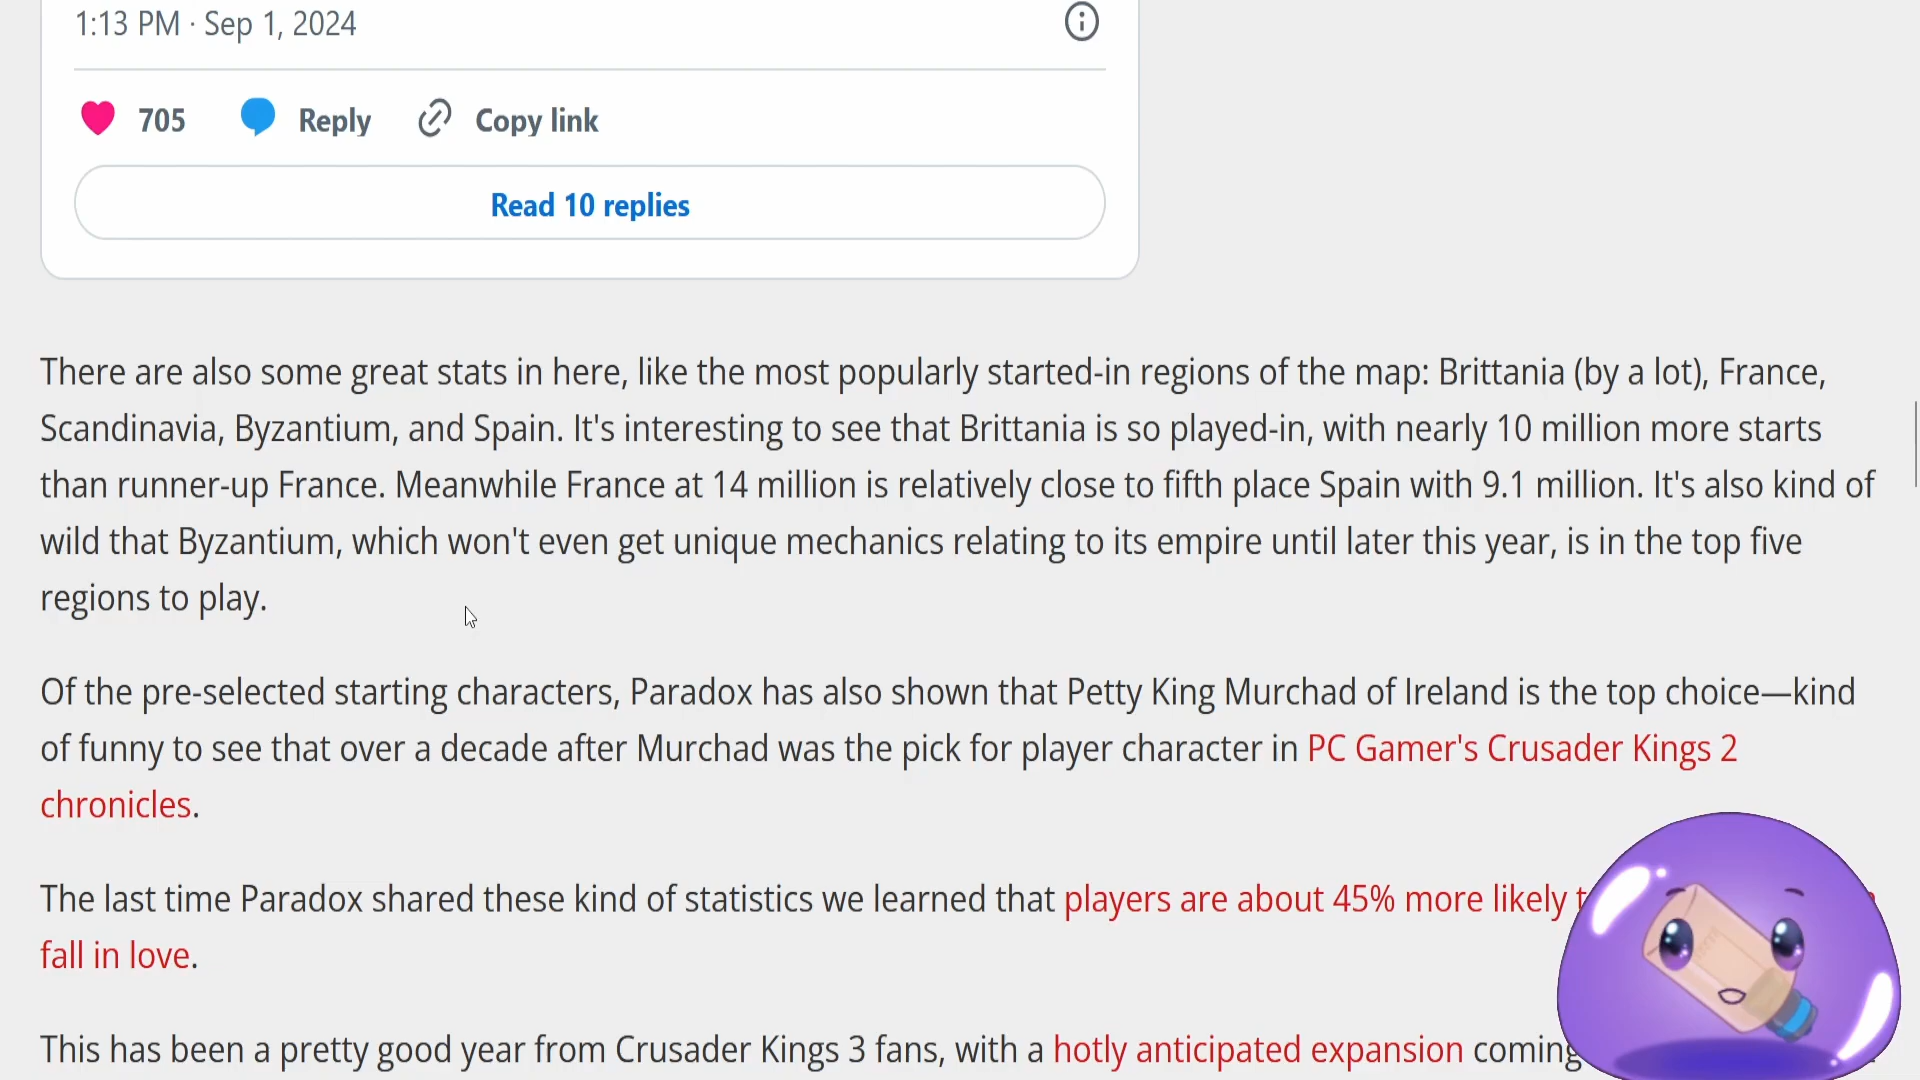 1:13 PM · Sep 1, 2024
705 Reply Copy link
Read 10 replies
There are also some great stats in here, like the most popularly started-in regions of the map: Brittania (by a lot), France,
Scandinavia, Byzantium, and Spain. It's interesting to see that Brittania is so played-in, with nearly 10 million more starts
than runner-up France. Meanwhile France at 14 million is relatively close to fifth place Spain with 9.1 million. It's also kind of
wild that Byzantium, which won't even get unique mechanics relating to its empire until later this year, is in the top five
regions to play.
Of the pre-selected starting characters, Paradox has also shown that Petty King Murchad of Ireland is the top choice—kind
of funny to see that over a decade after Murchad was the pick for player character in PC Gamer's Crusader Kings 2
chronicles.
The last time Paradox shared these kind of statistics we learned that players are about 45% more likely
fall in love.
This has been a pretty good year from Crusader Kings 3 fans, with a hotly anticipated expansion coming